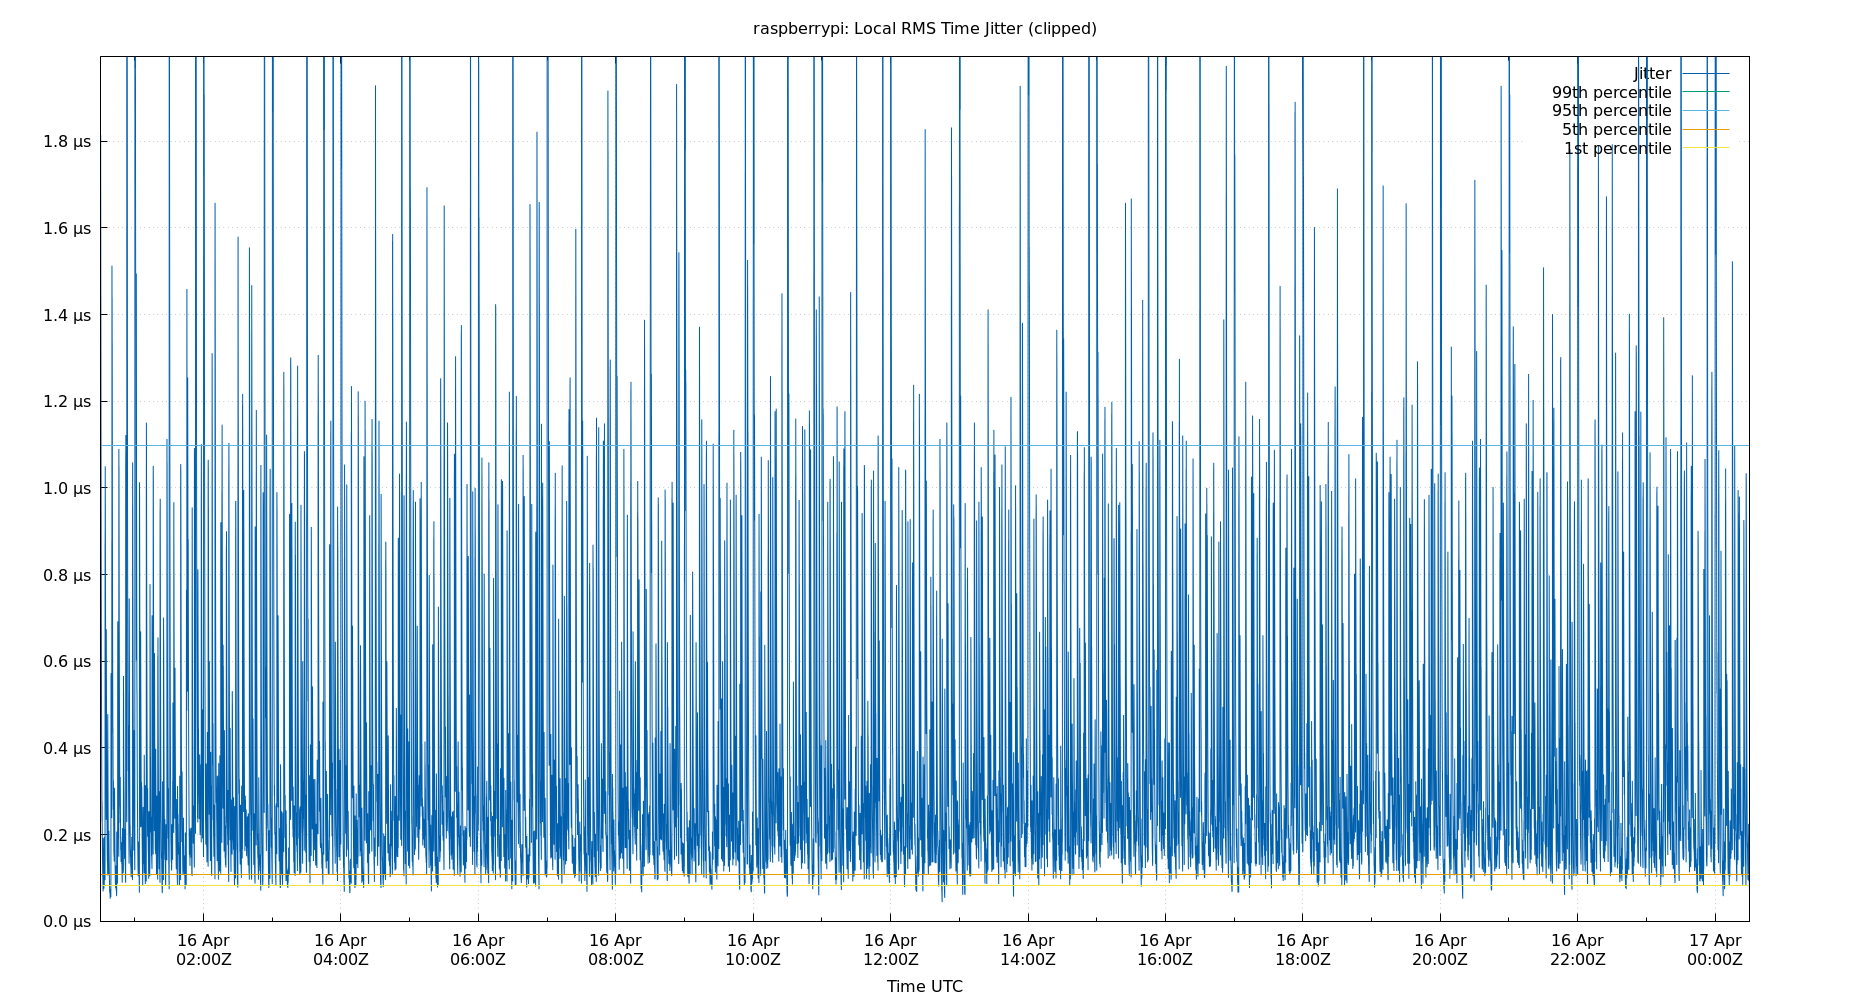 raspberrypi: Local RMS Time Jitter (clipped)
Jitter
99th percentile
95th percentile
5th percentile
1st percentile
1.8 µs
1.6 µs
1.4 µs
1.2 µs
1.0 µs
0.8 µs
0.6 µs
0.4 µs
0.2 µs
0.0 µs
16 Apr 16 Apr 16 Apr 16 Apr 16 Apr 16 Apr 16 Apr 16 Apr 16 Apr 16 Apr 16 Apr 17 Apr
02:00Z 04:00Z 06:00Z 08:00Z 10:00Z 12:00Z 14:00Z 16:00Z 18:00Z 20:00Z 22:00Z 00:00Z
Time UTC